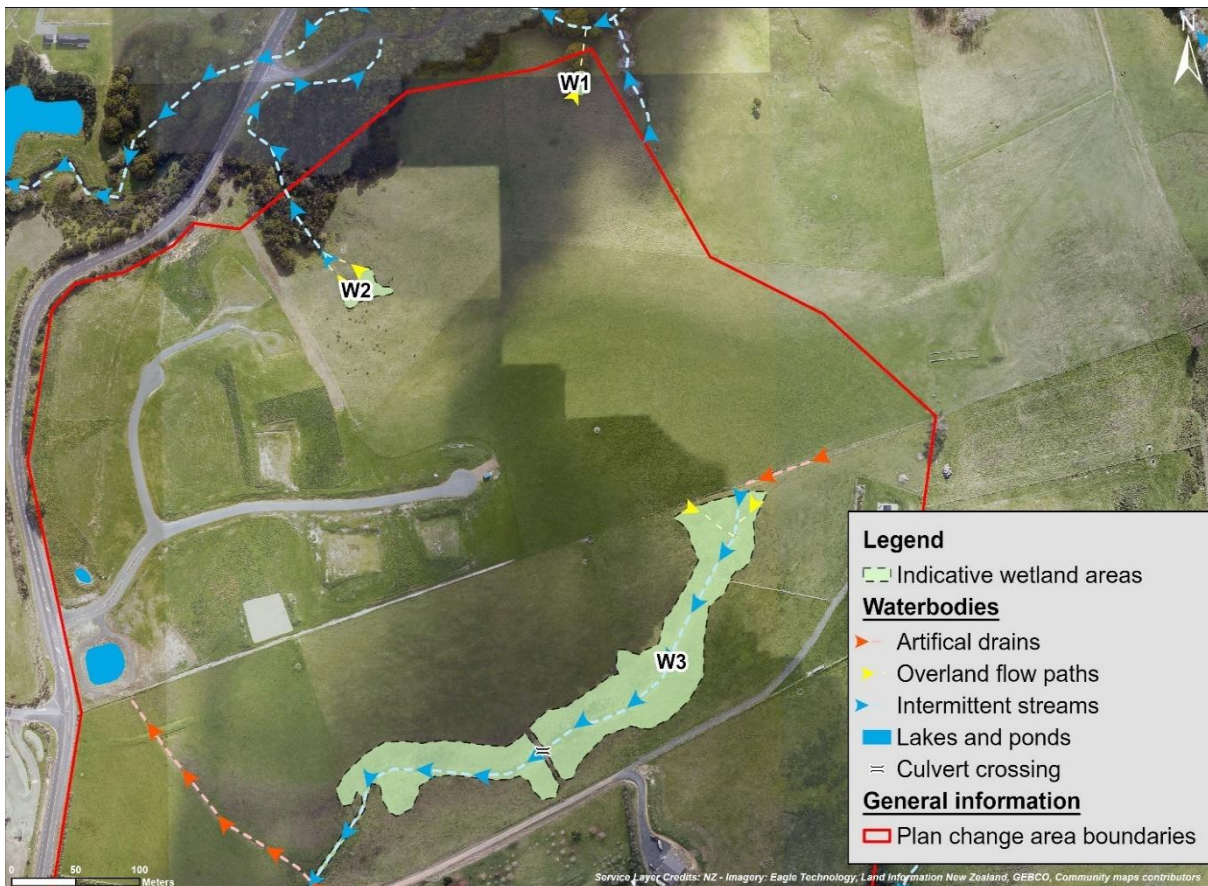 N
W1
W2
W3
Legend
Indicative wetland areas
Waterbodies
Artifical drains
Overland flow paths
Intermittent streams
Lakes and ponds
Culvert crossing
General information
Plan change area boundaries
0 50 100
Meters
Service Layer Credits: NZ - Imagery: Eagle Technology, Land Information New Zealand, GEBCO, Community maps contributors